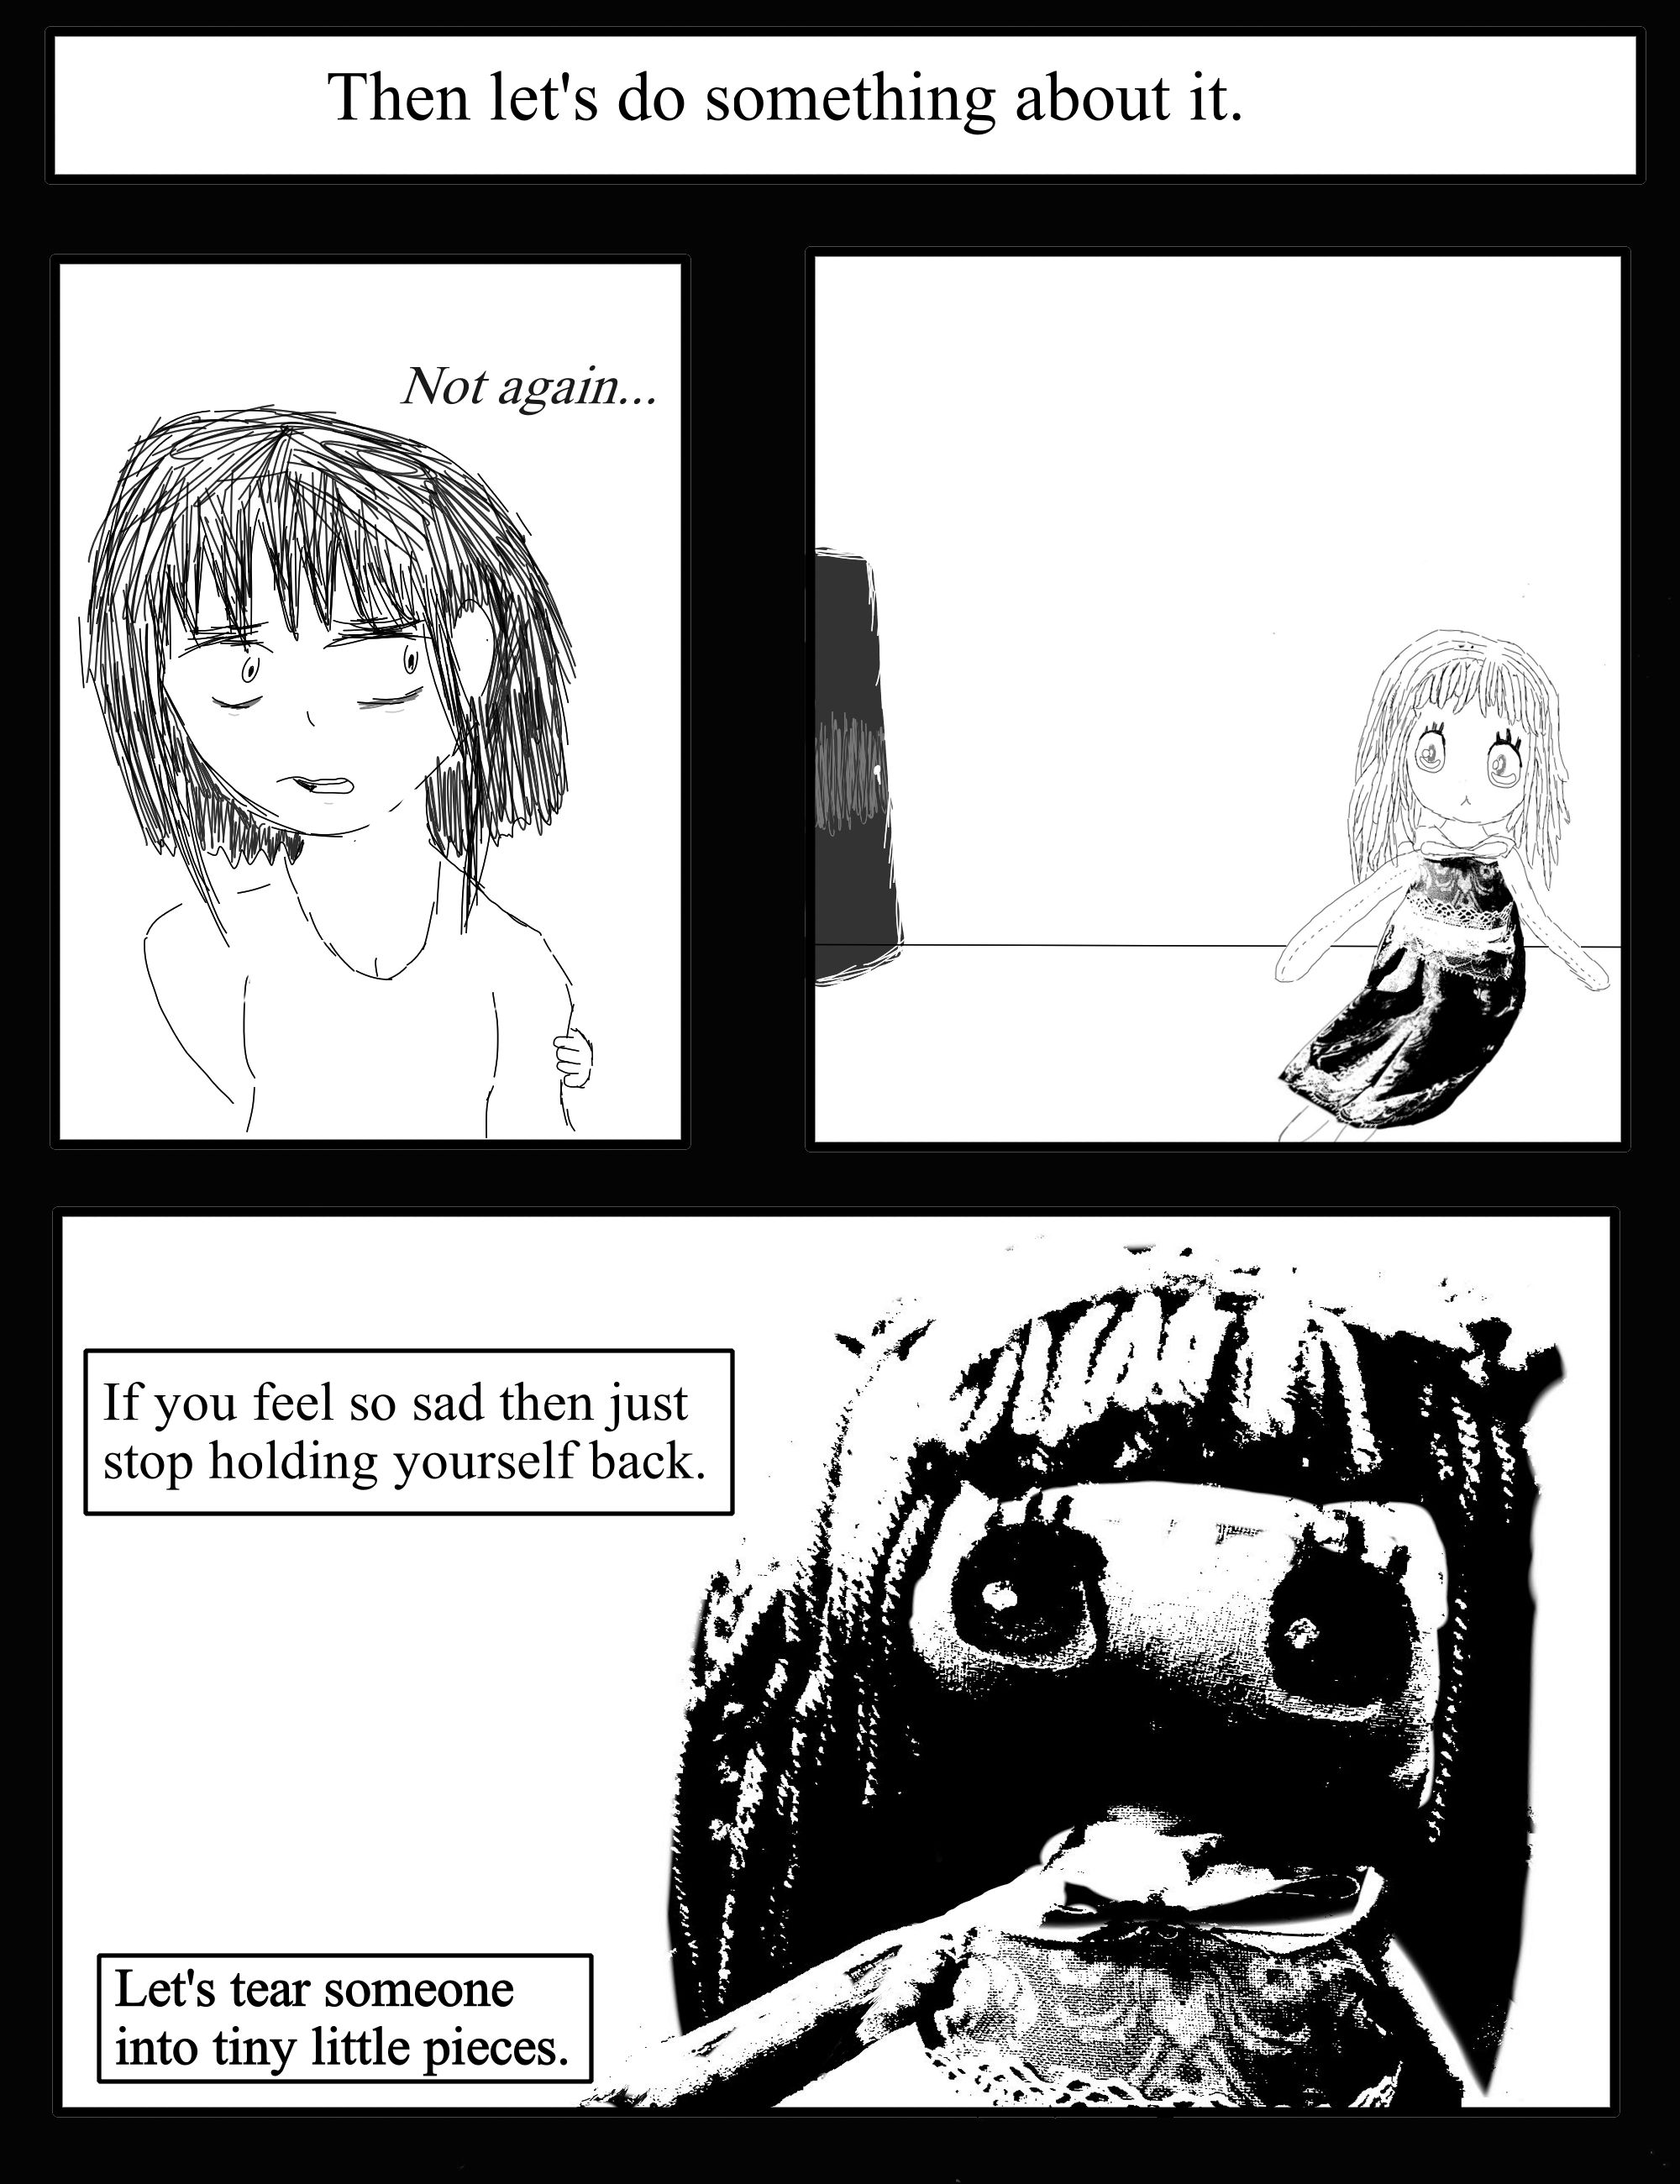 Then let's do something about it.
Not again...
If you feel so sad then just
stop holding yourself back.
Let's tear someone
into tiny little pieces.